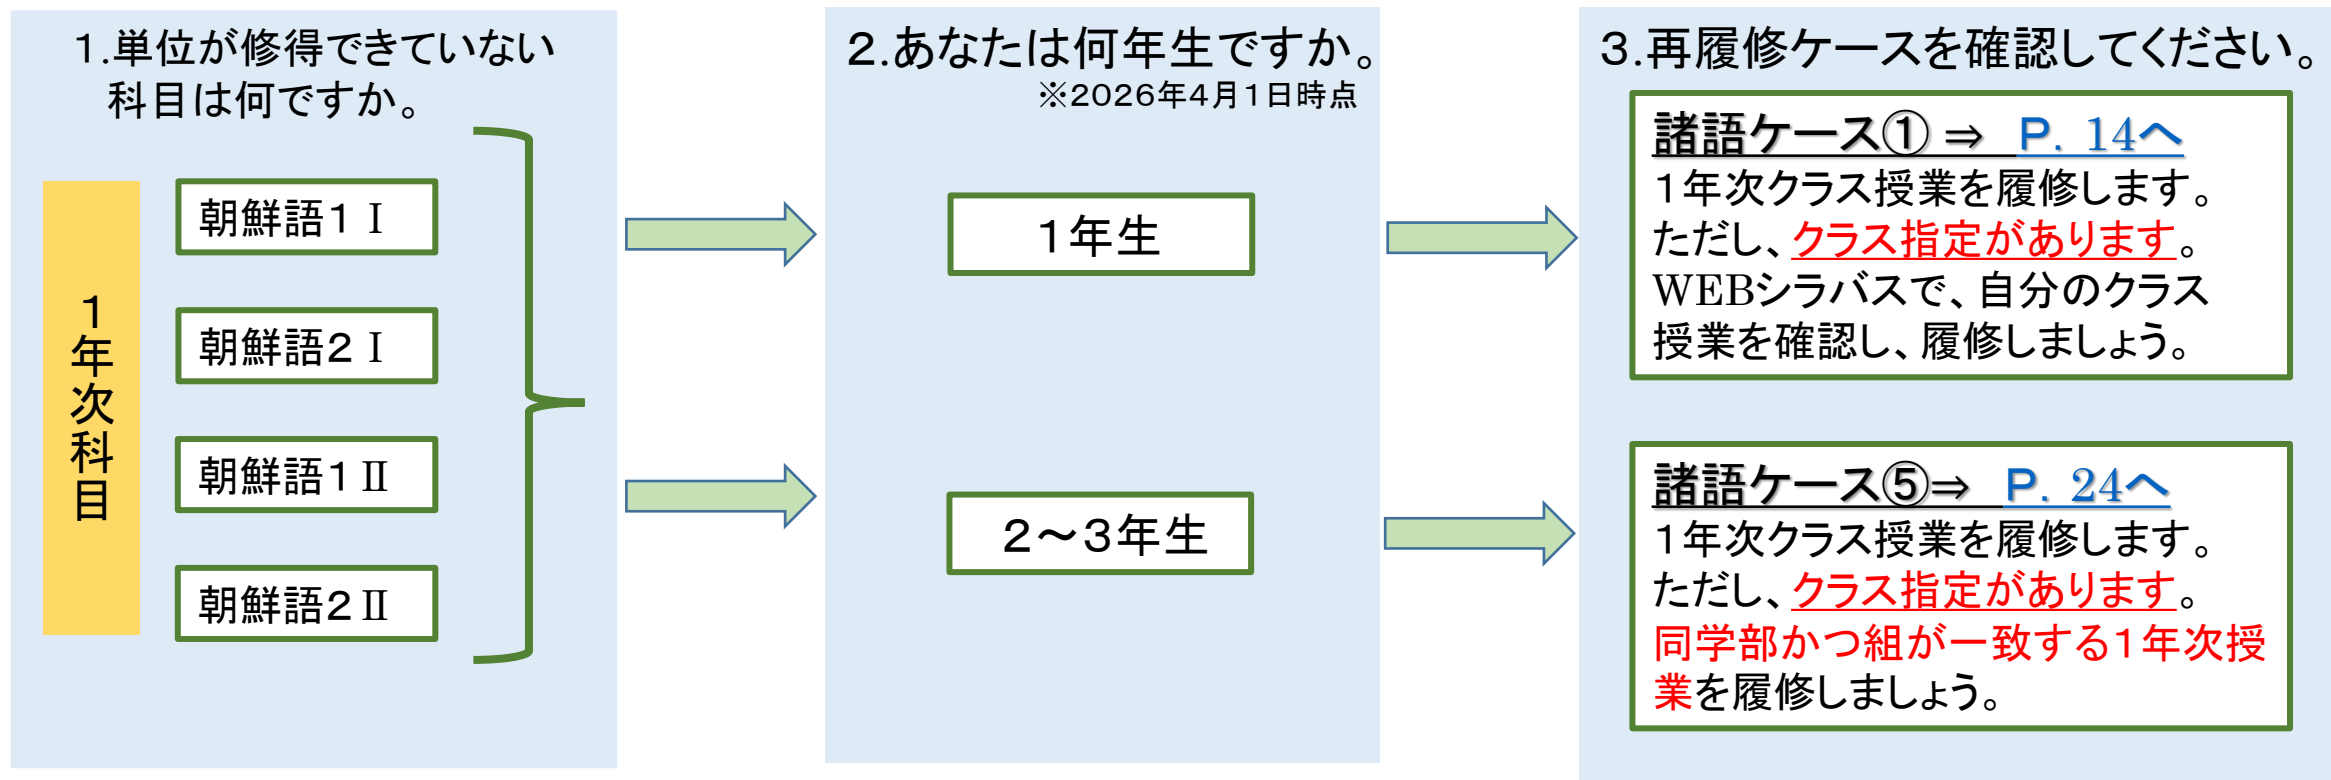 １.単位が修得できていない
科目は何ですか。
１年次科目
朝鮮語１Ⅰ
朝鮮語２Ⅰ
朝鮮語１Ⅱ
朝鮮語２Ⅱ
２.あなたは何年生ですか。
※２０２６年４月１日時点
１年生
２～３年生
３.再履修ケースを確認してください。
諸語ケース①⇒ Ｐ．14へ
１年次クラス授業を履修します。
ただし、クラス指定があります。
WEBシラバスで、自分のクラス
授業を確認し、履修しましょう。
諸語ケース⑤⇒ Ｐ．24へ
１年次クラス授業を履修します。
ただし、クラス指定があります。
同学部かつ組が一致する１年次授
業を履修しましょう。